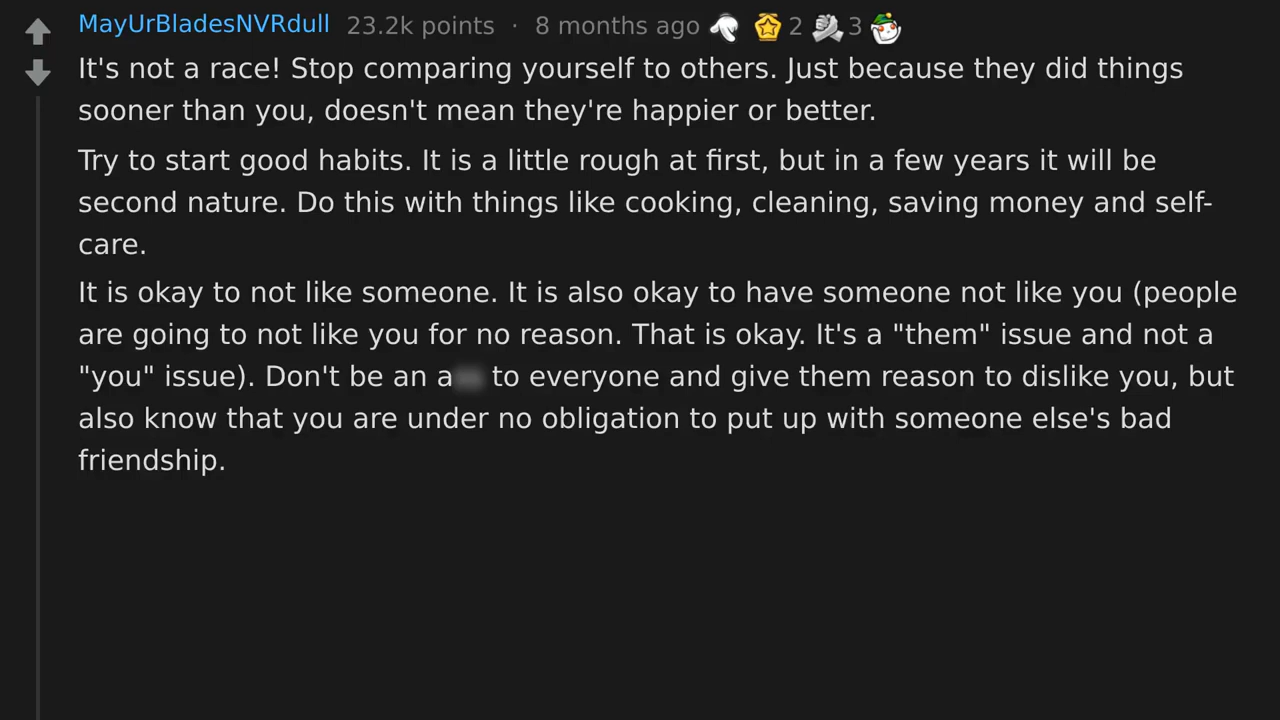 MayUrBladesNVRdull 23.2k points · 8 months ago 2 3
It's not a race! Stop comparing yourself to others. Just because they did things
sooner than you, doesn't mean they're happier or better.
Try to start good habits. It is a little rough at first, but in a few years it will be
second nature. Do this with things like cooking, cleaning, saving money and self-
care.
It is okay to not like someone. It is also okay to have someone not like you (people
are going to not like you for no reason. That is okay. It's a "them" issue and not a
"you" issue). Don't be an to everyone and give them reason to dislike you, but
also know that you are under no obligation to put up with someone else's bad
friendship.